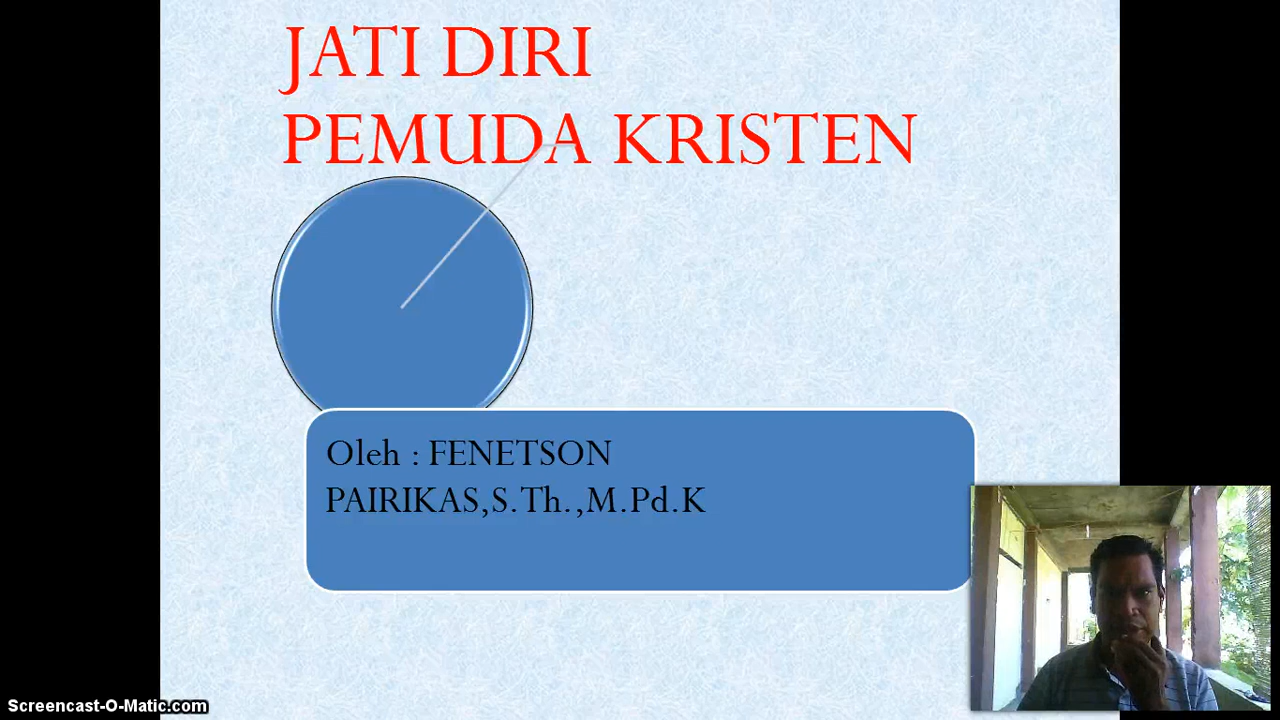 JATI DIRI
PEMUDA KRISTEN
Oleh : FENETSON
PAIRIKAS,S.Th.,M.Pd.K
Screencast-O-Matic.com